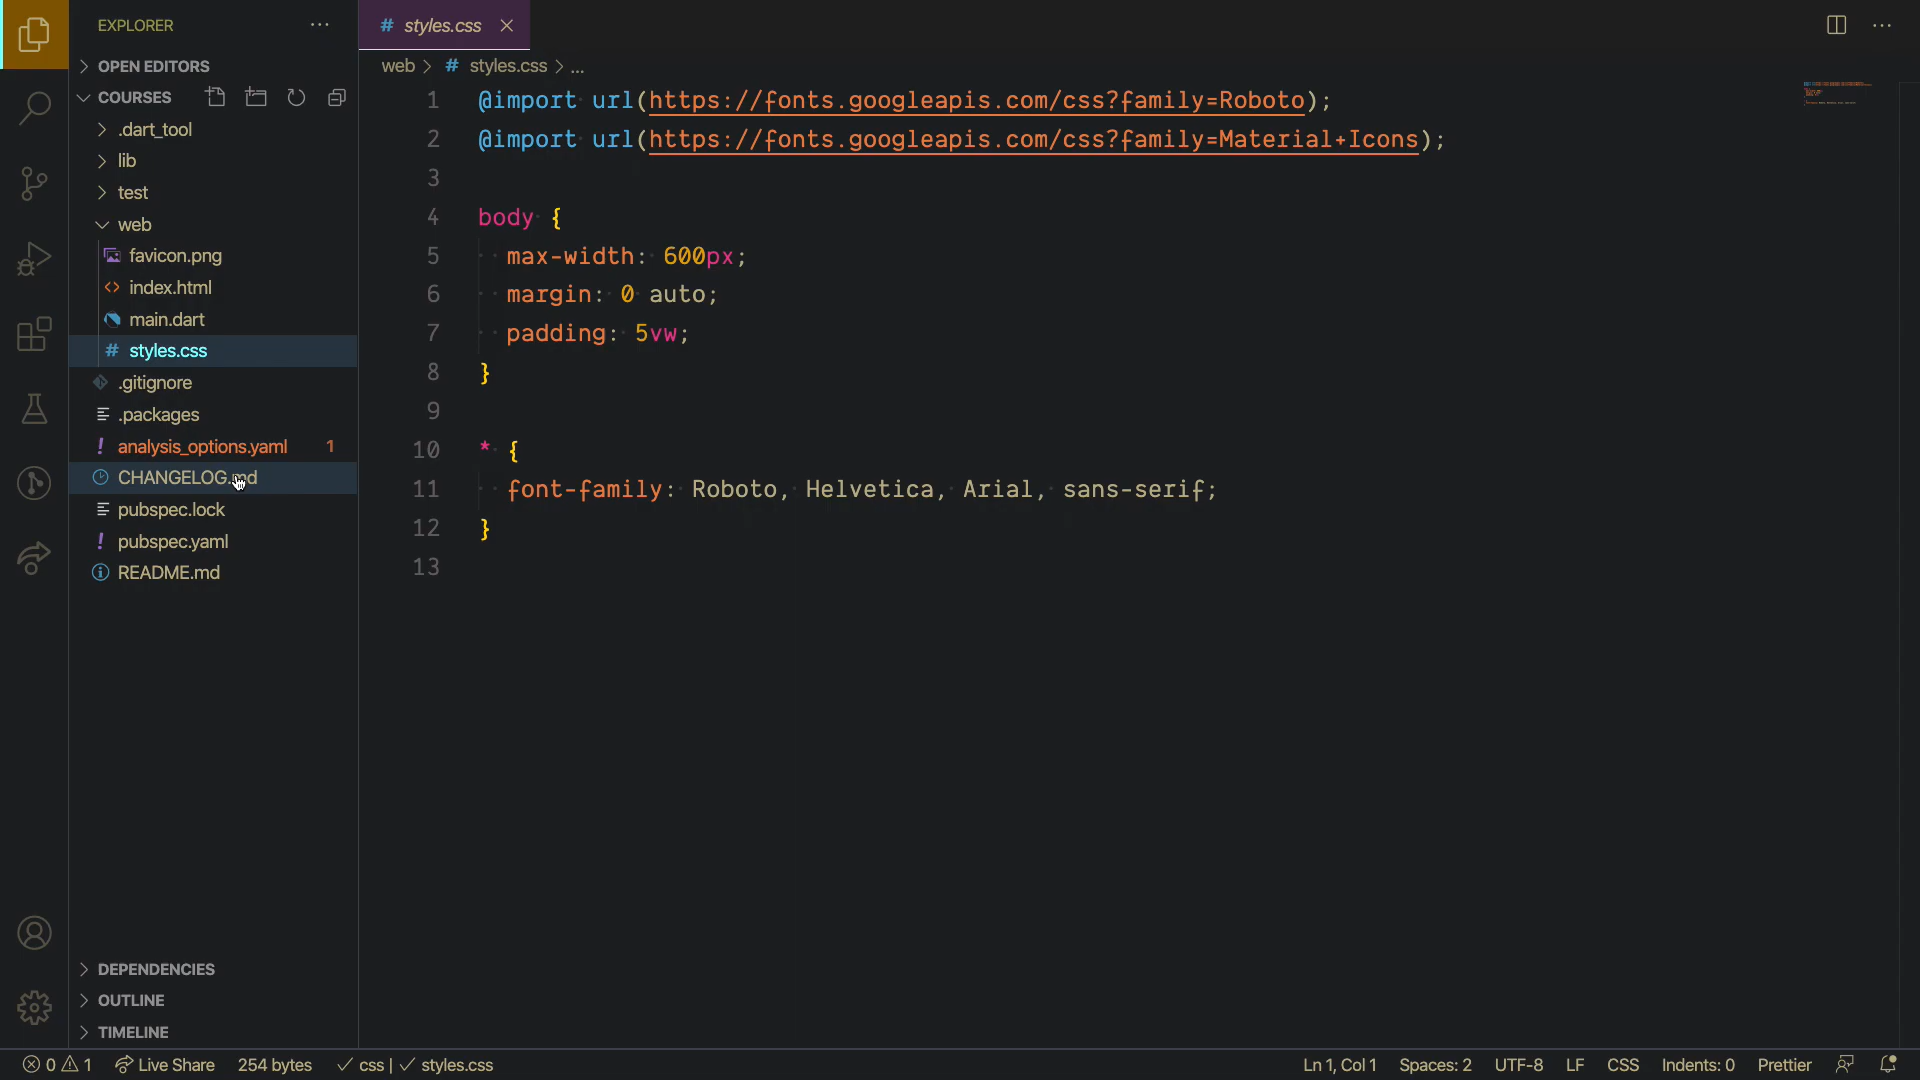 EXPLORER
OPEN EDITORS
COURSES
.dart_tool
lib
test
web
favicon.png
index.html
main.dart
# styles.css
.gitignore
.packages
! analysis_options.yaml 1
CHANGELOG.md
pubspec.lock
! pubspec.yaml
README.md
DEPENDENCIES
OUTLINE
TIMELINE
# styles.css
web > # styles.css > ...
1 @import url(https://fonts.googleapis.com/css?family=Roboto);
2 @import url(https://fonts.googleapis.com/css?family=Material+Icons);
3
4 body {
5 max-width: 600px;
6 margin: 0 auto;
7 padding: 5vw;
8 }
9
10 * {
11 font-family: Roboto, Helvetica, Arial, sans-serif;
12 }
13
0 1 Live Share 254 bytes ✓ css | ✓ styles.css Ln 1, Col 1 Spaces: 2 UTF-8 LF CSS Indents: 0 Prettier